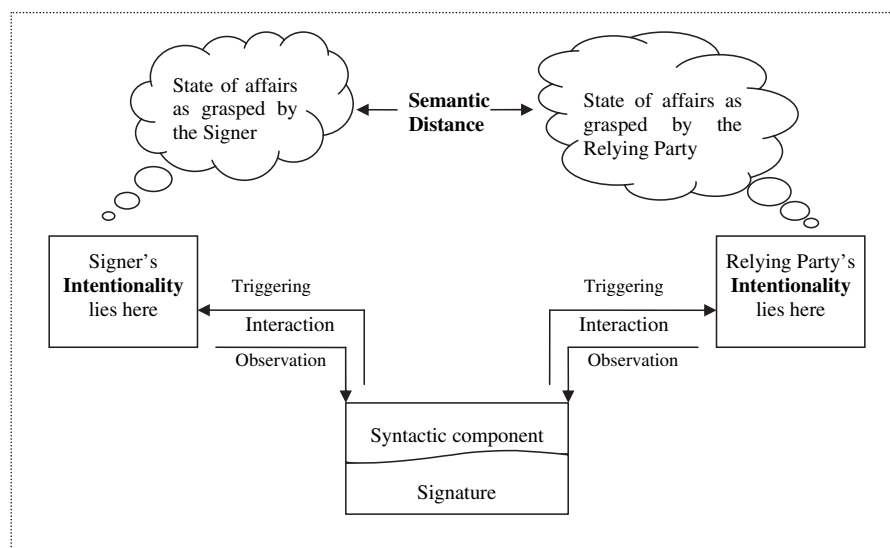 State of affairs
as grasped by
the Signer
Semantic
Distance
State of affairs as
grasped by the
Relying Party
Signer's
Intentionality
lies here
Triggering
Interaction
Observation
Triggering
Interaction
Observation
Relying Party's
Intentionality
lies here
Syntactic component
Signature